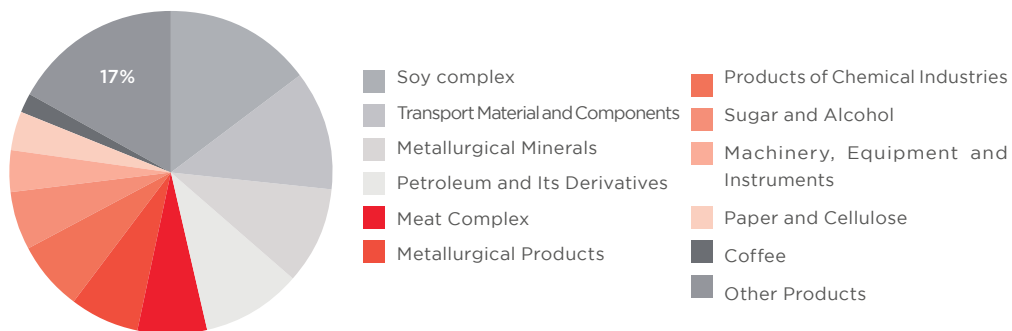 17%
Soy complex
Transport Material and Components
Metallurgical Minerals
Petroleum and Its Derivatives
Meat Complex
Metallurgical Products
Products of Chemical Industries
Sugar and Alcohol
Machinery, Equipment and
Instruments
Paper and Cellulose
Coffee
Other Products